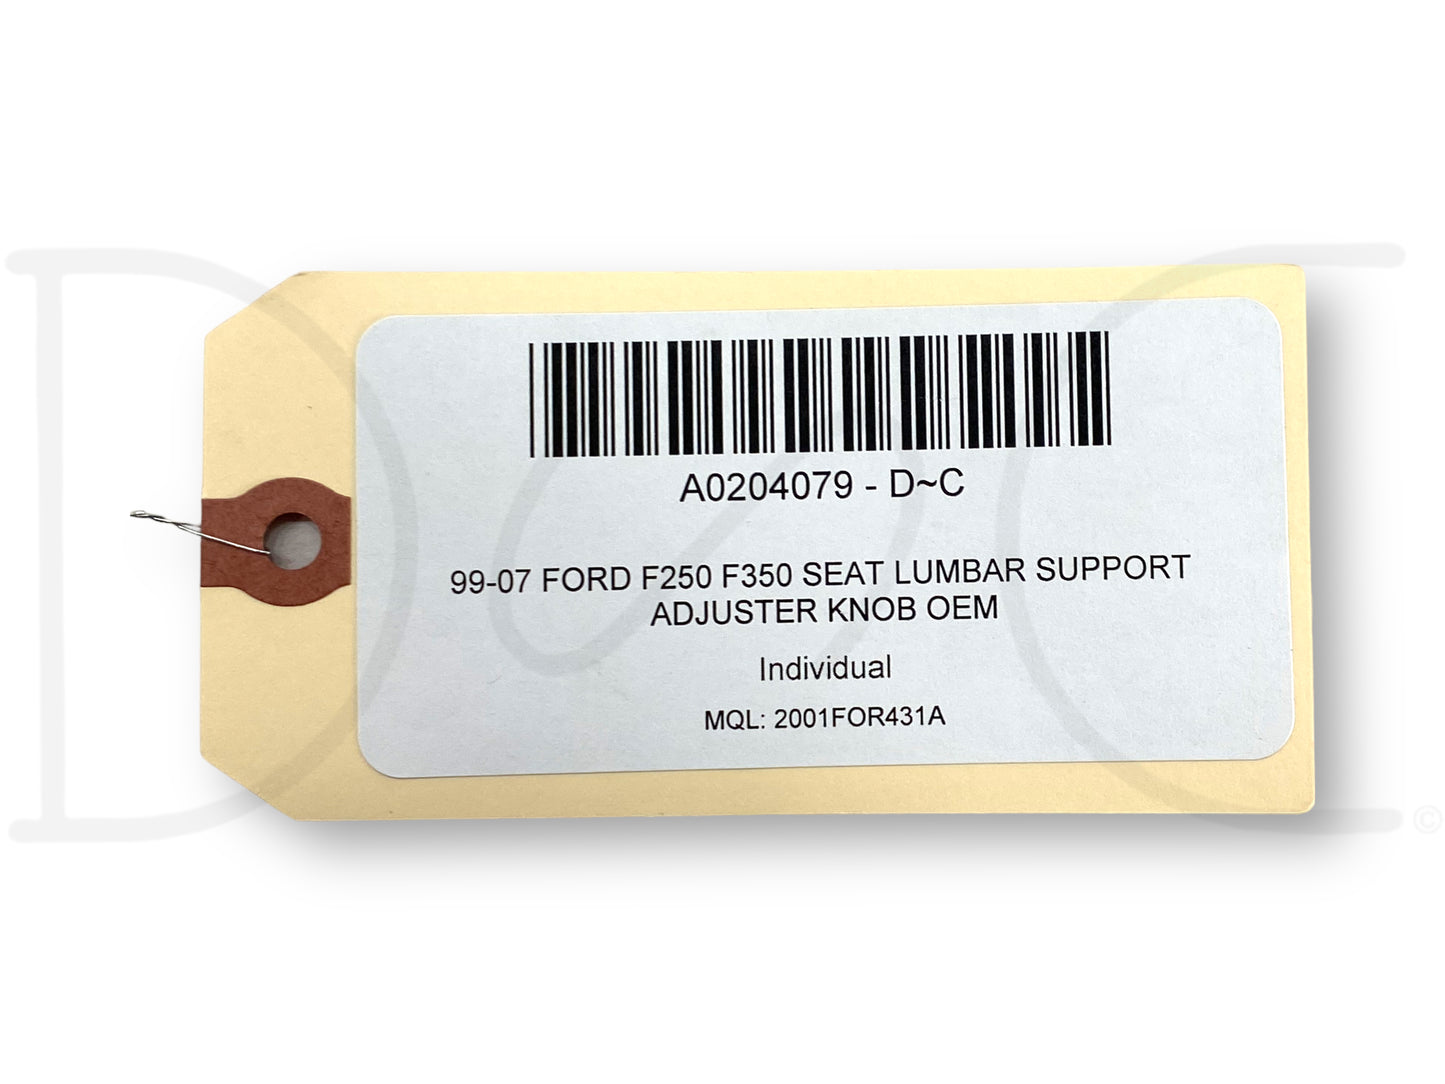 A0204079 - D~C
99-07 FORD F250 F350 SEAT LUMBAR SUPPORT
ADJUSTER KNOB OEM
Individual
MQL: 2001FOR431A
D C
©